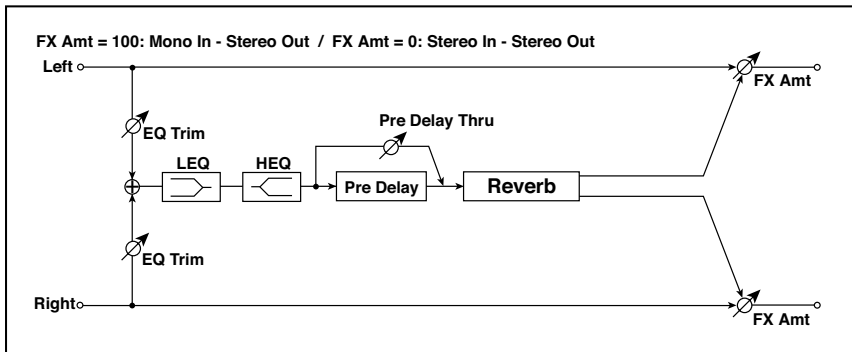 FX Amt = 100: Mono In - Stereo Out / FX Amt = 0: Stereo In - Stereo Out
Left
FX Amt
EQ Trim
Pre Delay Thru
LEQ
HEQ
Pre Delay
Reverb
EQ Trim
Right
FX Amt